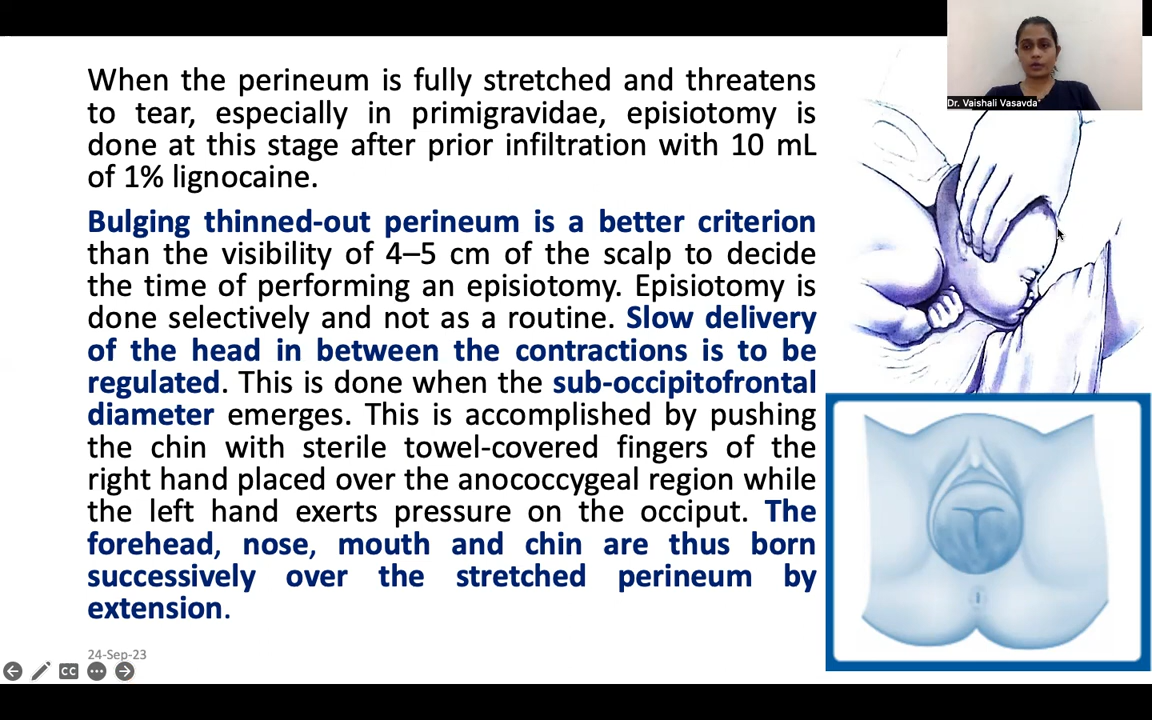 Dr. Vaishali Vasavda
When the perineum is fully stretched and threatens
to tear, especially in primigravidae, episiotomy is
done at this stage after prior infiltration with 10 mL
of 1% lignocaine.
Bulging thinned-out perineum is a better criterion
than the visibility of 4–5 cm of the scalp to decide
the time of performing an episiotomy. Episiotomy is
done selectively and not as a routine. Slow delivery
of the head in between the contractions is to be
regulated. This is done when the sub-occipitofrontal
diameter emerges. This is accomplished by pushing
the chin with sterile towel-covered fingers of the
right hand placed over the anococcygeal region while
the left hand exerts pressure on the occiput. The
forehead, nose, mouth and chin are thus born
successively over the stretched perineum by
extension.
24-Sep-23
CC